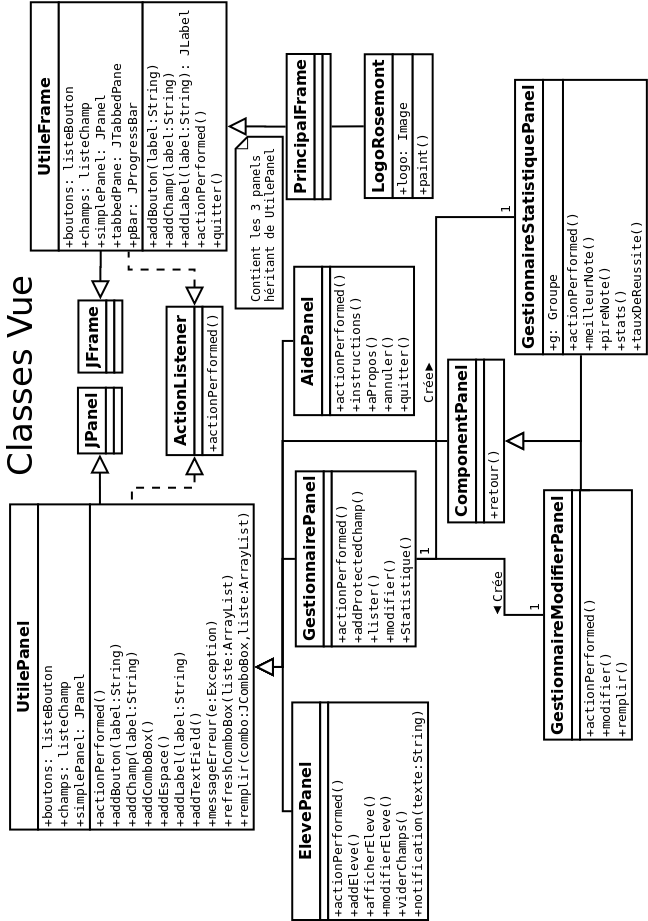 Classes Vue
UtilePanel
+boutons: listeBouton
+champs: listeChamp
+simplePanel: JPanel
+actionPerformed()
+addBouton(label:String)
+addChamp(label:String)
+addComboBox()
+addEspace()
+addLabel(label:String)
+addTextField()
+messageErreur(e:Exception)
+refreshComboBox(liste:ArrayList)
+remplir(combo:JComboBox,liste:ArrayList)
JPanel
JFrame
ActionListener
+actionPerformed()
UtileFrame
+boutons: listeBouton
+champs: listeChamp
+simplePanel: JPanel
+tabbedPane: JTabbedPane
+pBar: JProgressBar
+addBouton(label:String)
+addChamp(label:String)
+addLabel(label:String): JLabel
+actionPerformed()
+quitter()
Contient les 3 panels
héritant de UtilePanel
ElevePanel
+actionPerformed()
+addEleve()
+afficherEleve()
+modifierEleve()
+viderChamps()
+notification(texte:String)
GestionnairePanel
+actionPerformed()
+addProtectedChamp()
+lister()
+modifier()
+Statistique()
AidePanel
+actionPerformed()
+instructions()
+aPropos()
+annuler()
+quitter()
PrincipalFrame
LogoRosemont
+logo: Image
+paint()
1
Crée▶
1
ComponentPanel
+retour()
◀ Crée
1
GestionnaireModifierPanel
+actionPerformed()
+modifier()
+remplir()
GestionnaireStatistiquePanel
+g: Groupe
+actionPerformed()
+meilleurNote()
+pireNote()
+stats()
+tauxDeReussite()